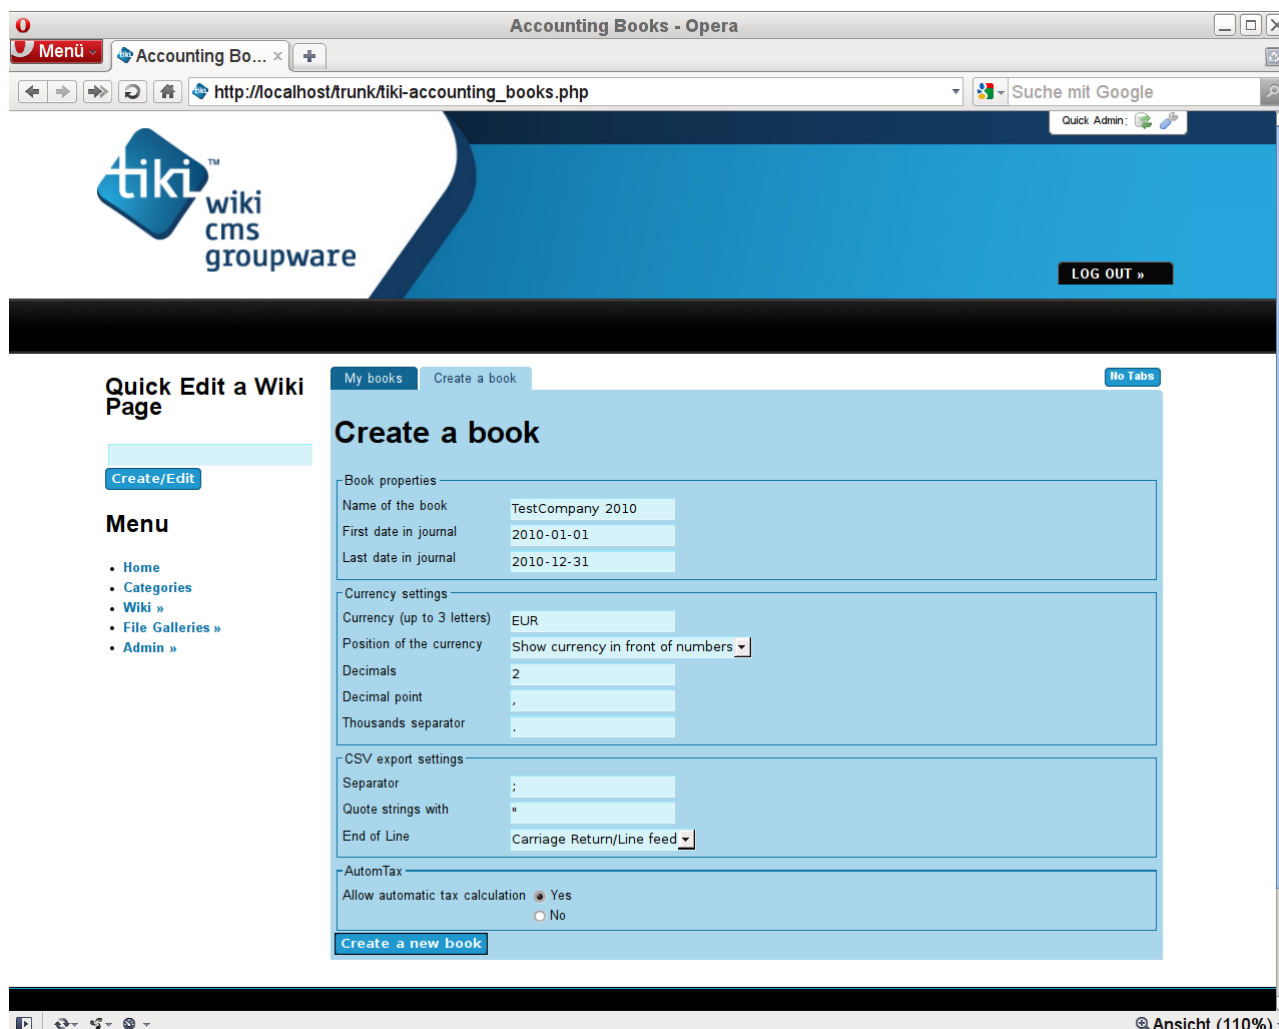 Accounting Books - Opera
Menü
Accounting Bo...
http://localhost/trunk/tiki-accounting_books.php
Suche mit Google
Quick Admin:
tiki™
wiki
cms
groupware
LOG OUT »
Quick Edit a Wiki
Page
Create/Edit
Menu
Home
Categories
Wiki »
File Galleries »
Admin »
My books
Create a book
No Tabs
Create a book
Book properties
Name of the book TestCompany 2010
First date in journal 2010-01-01
Last date in journal 2010-12-31
Currency settings
Currency (up to 3 letters) EUR
Position of the currency Show currency in front of numbers
Decimals 2
Decimal point ,
Thousands separator .
CSV export settings
Separator ;
Quote strings with "
End of Line Carriage Return/Line feed
AutomTax
Allow automatic tax calculation Yes
No
Create a new book
Ansicht (110%)